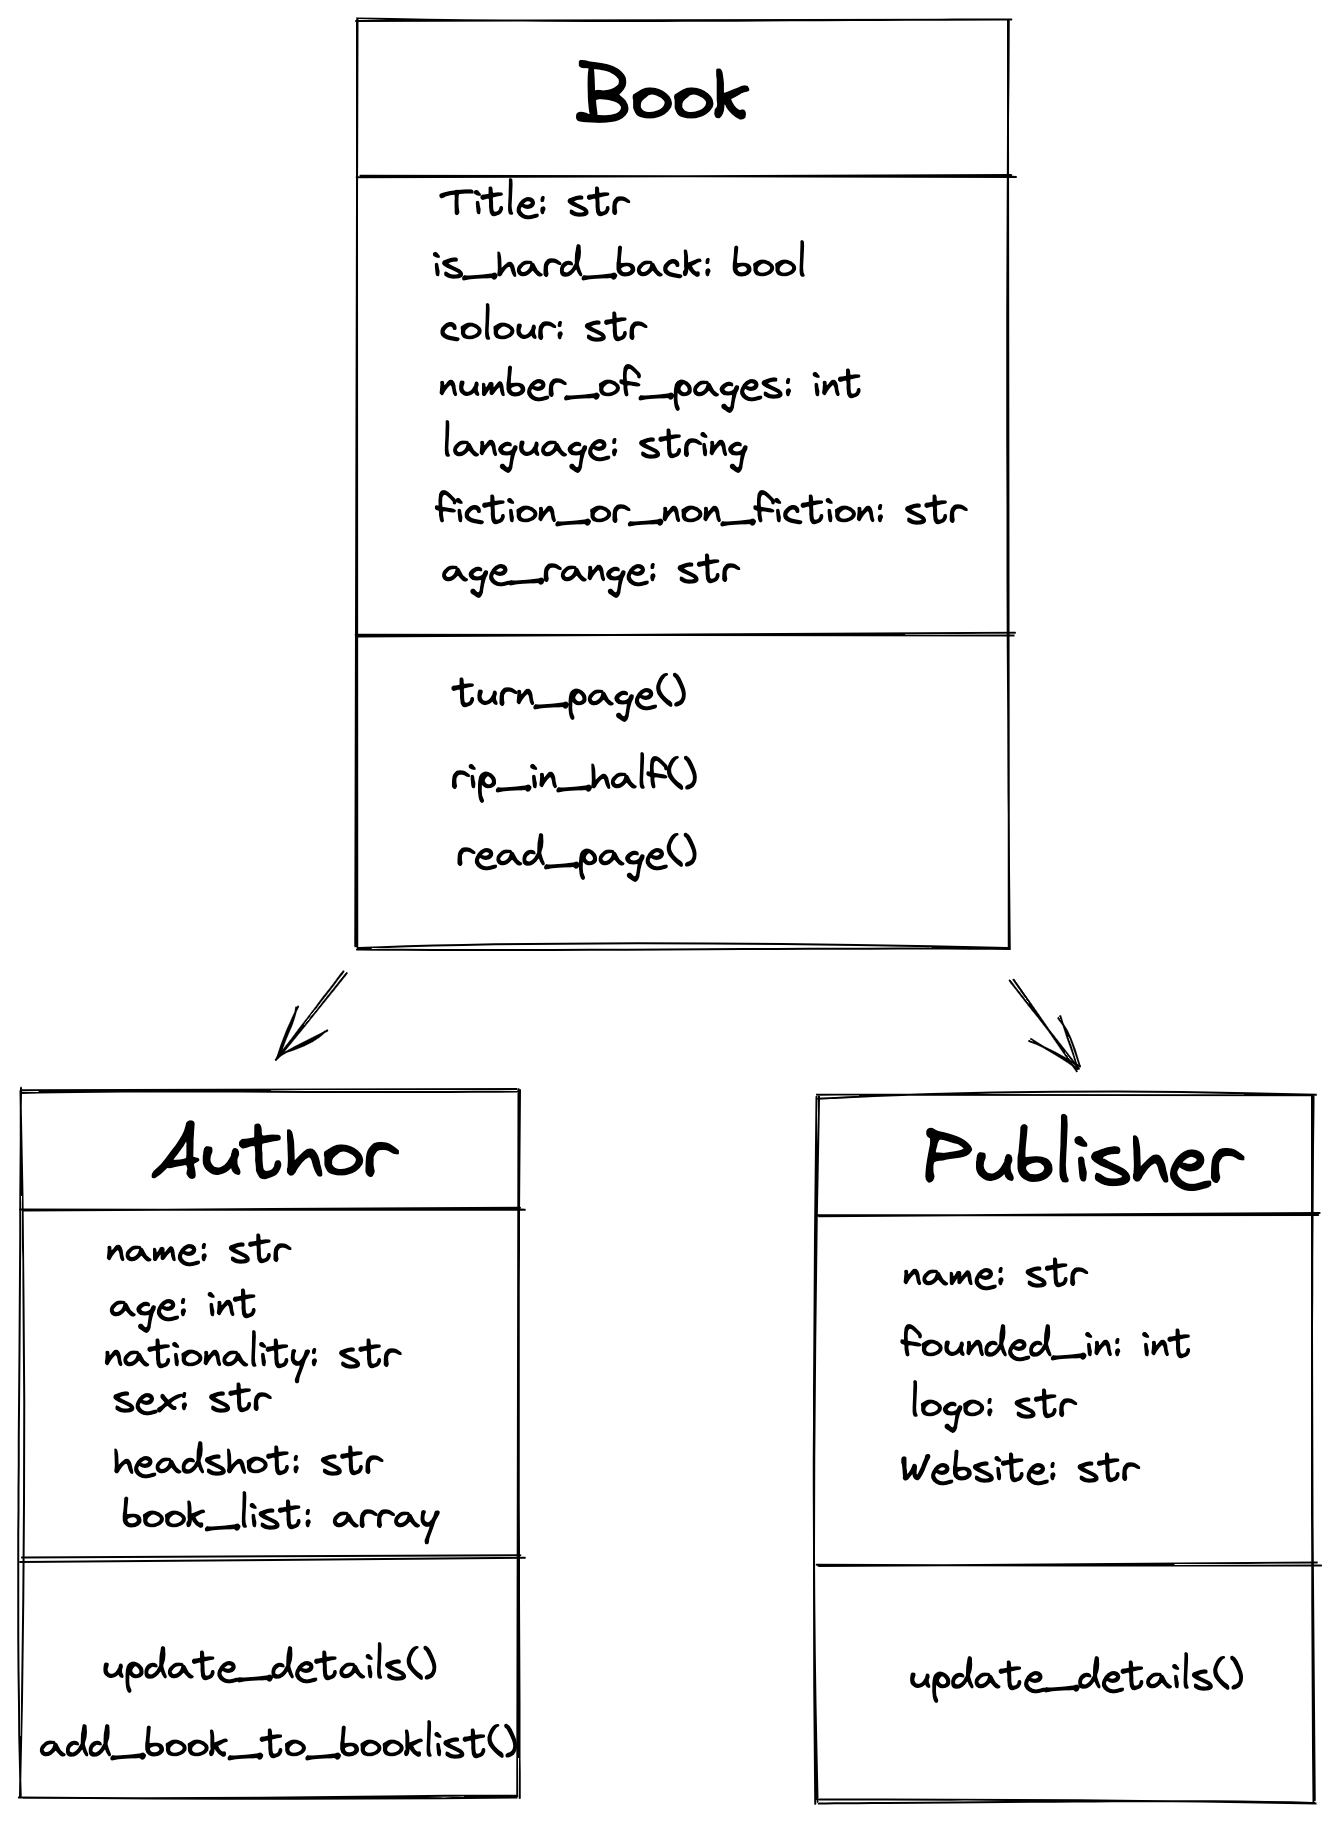 Book
Title: str
is_hard_back: bool
colour: str
number_of_pages: int
language: string
fiction_or_non_fiction: str
age_range: str
turn_page()
rip_in_half()
read_page()
Author
name: str
age: int
nationality: str
sex: str
headshot: str
book_list: array
update_details()
add_book_to_booklist()
Publisher
name: str
founded_in: int
logo: str
Website: str
update_details()